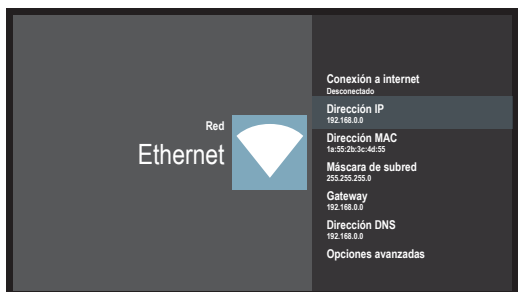 Red
Ethernet
Conexión a internet
Desconectado
Dirección IP
192.168.0.0
Dirección MAC
1a:55:2b:3c:4d:55
Máscara de subred
255.255.255.0
Gateway
192.168.0.0
Dirección DNS
192.168.0.0
Opciones avanzadas